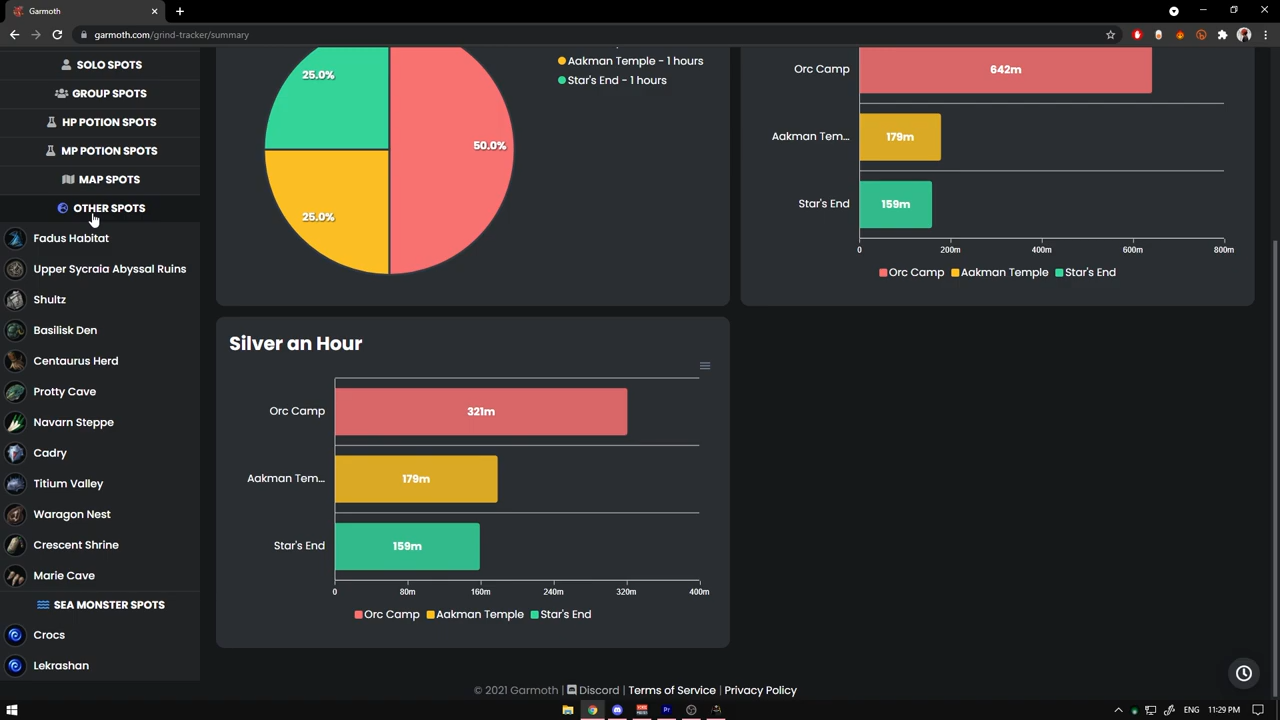 Garmoth
garmoth.com/grind-tracker/summary
SOLO SPOTS
GROUP SPOTS
HP POTION SPOTS
MP POTION SPOTS
MAP SPOTS
OTHER SPOTS
Fadus Habitat
Upper Sycraia Abyssal Ruins
Shultz
Basilisk Den
Centaurus Herd
Protty Cave
Navarn Steppe
Cadry
Titium Valley
Waragon Nest
Crescent Shrine
Marie Cave
SEA MONSTER SPOTS
Crocs
Lekrashan
25.0%
50.0%
25.0%
Aakman Temple - 1 hours
Star's End - 1 hours
Orc Camp
642m
Aakman Tem...
179m
Star's End
159m
0 200m 400m 600m 800m
Orc Camp Aakman Temple Star's End
Silver an Hour
Orc Camp
321m
Aakman Tem...
179m
Star's End
159m
0 80m 160m 240m 320m 400m
Orc Camp Aakman Temple Star's End
© 2021 Garmoth | Discord | Terms of Service | Privacy Policy
ENG 11:29 PM